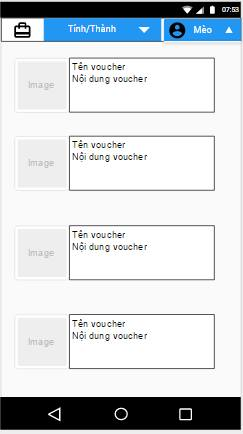 07:53
Tỉnh/Thành
Mèo
Image
Tên voucher
Nội dung voucher
Image
Tên voucher
Nội dung voucher
Image
Tên voucher
Nội dung voucher
Image
Tên voucher
Nội dung voucher